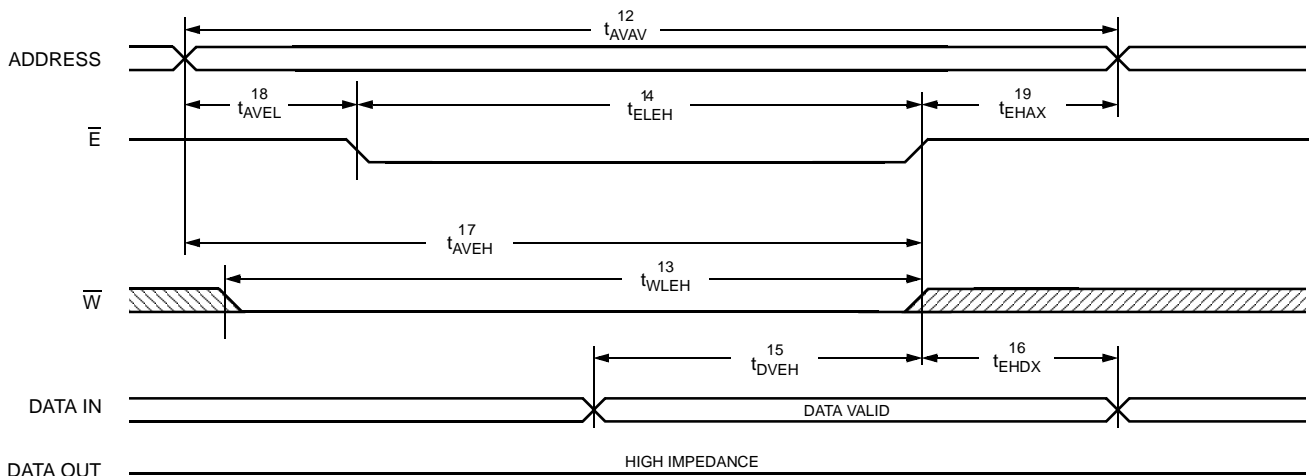 12
tAVAV
ADDRESS
18
tAVEL
14
tELEH
19
tEHAX
E
17
tAVEH
13
tWLEH
W
15
tDVEH
16
tEHDX
DATA IN
DATA VALID
HIGH IMPEDANCE
DATA OUT